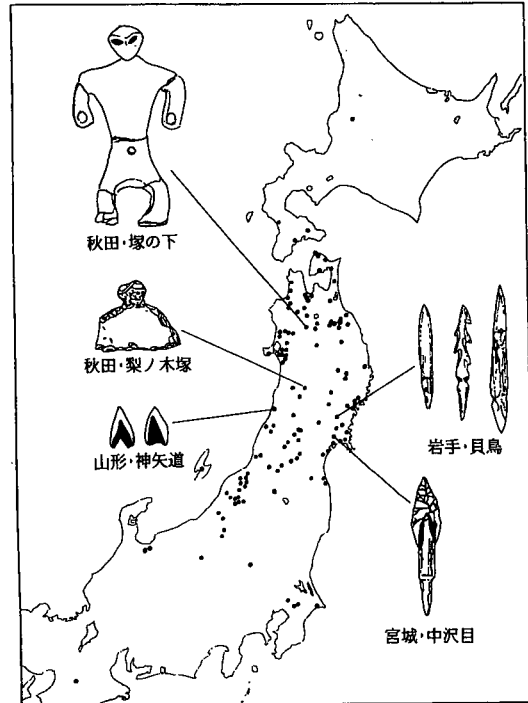 秋田・塚の下
秋田・梨ノ木塚
山形・神矢道
岩手・貝鳥
宮城・中沢目